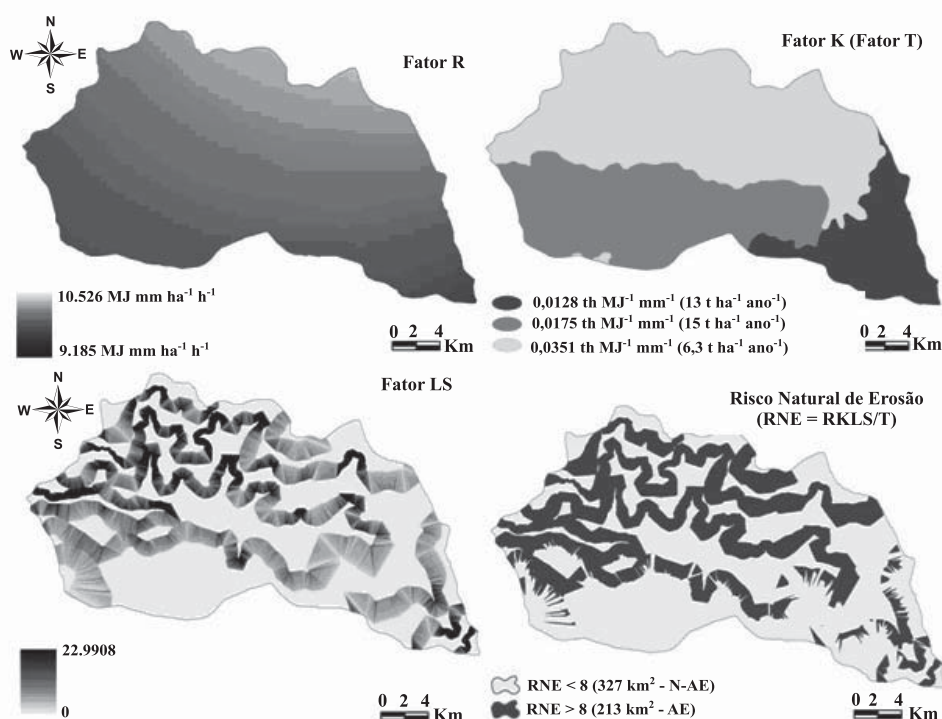 N
W E
S
Fator R
10.526 MJ mm ha⁻¹ h⁻¹
9.185 MJ mm ha⁻¹ h⁻¹
0 2 4
Km
Fator K (Fator T)
0,0128 th MJ⁻¹ mm⁻¹ (13 t ha⁻¹ ano⁻¹)
0,0175 th MJ⁻¹ mm⁻¹ (15 t ha⁻¹ ano⁻¹)
0,0351 th MJ⁻¹ mm⁻¹ (6,3 t ha⁻¹ ano⁻¹)
0 2 4
Km
N
W E
S
Fator LS
22.9908
0
0 2 4
Km
Risco Natural de Erosão
(RNE = RKLS/T)
RNE < 8 (327 km² - N-AE)
RNE > 8 (213 km² - AE)
0 2 4
Km